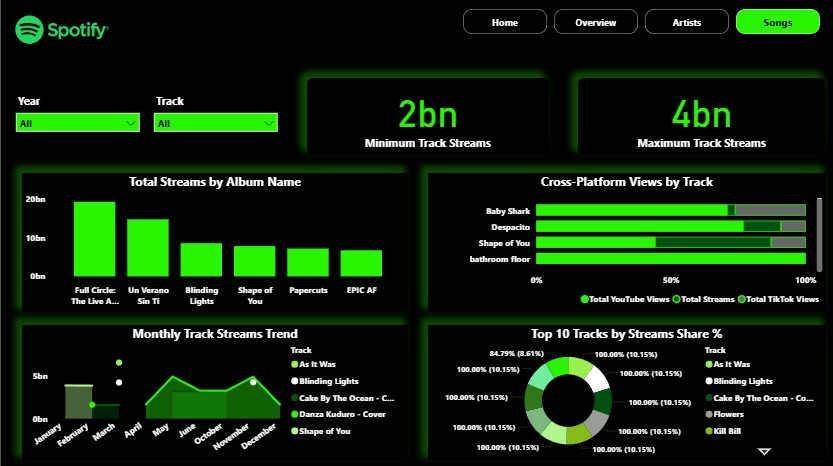 Spotify
Home
Overview
Artists
Songs
Year
Track
All
All
2bn
Minimum Track Streams
4bn
Maximum Track Streams
Total Streams by Album Name
20bn
10bn
0bn
Full Circle:
The Live A...
Un Verano
Sin Ti
Blinding
Lights
Shape of
You
Papercuts
EPIC AF
Cross-Platform Views by Track
Baby Shark
Despacito
Shape of You
bathroom floor
0%
50%
100%
Total YouTube Views
Total Streams
Total TikTok Views
Monthly Track Streams Trend
5bn
0bn
January
February
March
April
May
June
October
November
December
Track
As It Was
Blinding Lights
Cake By The Ocean - C...
Danza Kuduro - Cover
Shape of You
Top 10 Tracks by Streams Share %
84.79% (8.61%)
100.00% (10.15%)
100.00% (10.15%)
100.00% (10.15%)
100.00% (10.15%)
100.00% (10.15%)
100.00% (10.15%)
100.00% (10.15%)
100.00% (10.15%)
100.00% (10.15%)
Track
As It Was
Blinding Lights
Cake By The Ocean - Co...
Flowers
Kill Bill